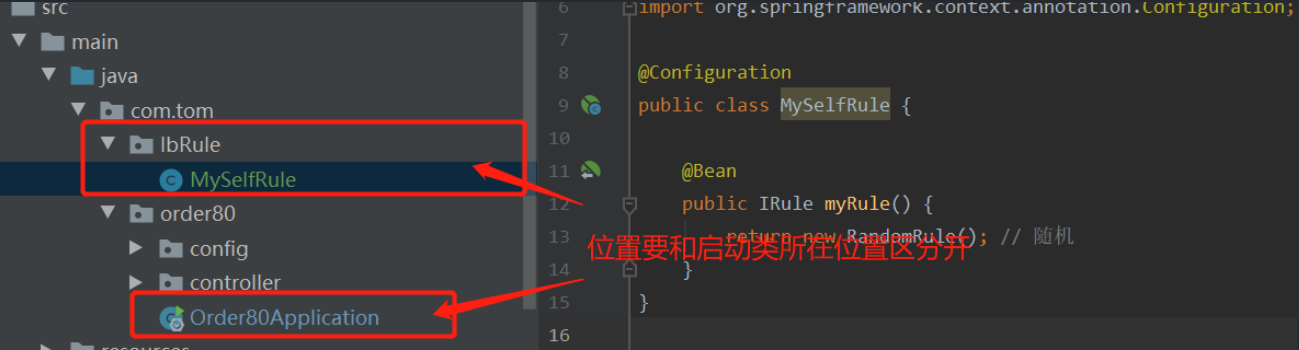 src
main
java
com.tom
lbRule
MySelfRule
order80
config
controller
Order80Application
resources
6 import org.springframework.context.annotation.Configuration;
7
8 @Configuration
9 public class MySelfRule {
10
11 @Bean
12 public IRule myRule() {
13 return new RandomRule(); // 随机
位置要和启动类所在位置区分开
14 }
15 }
16